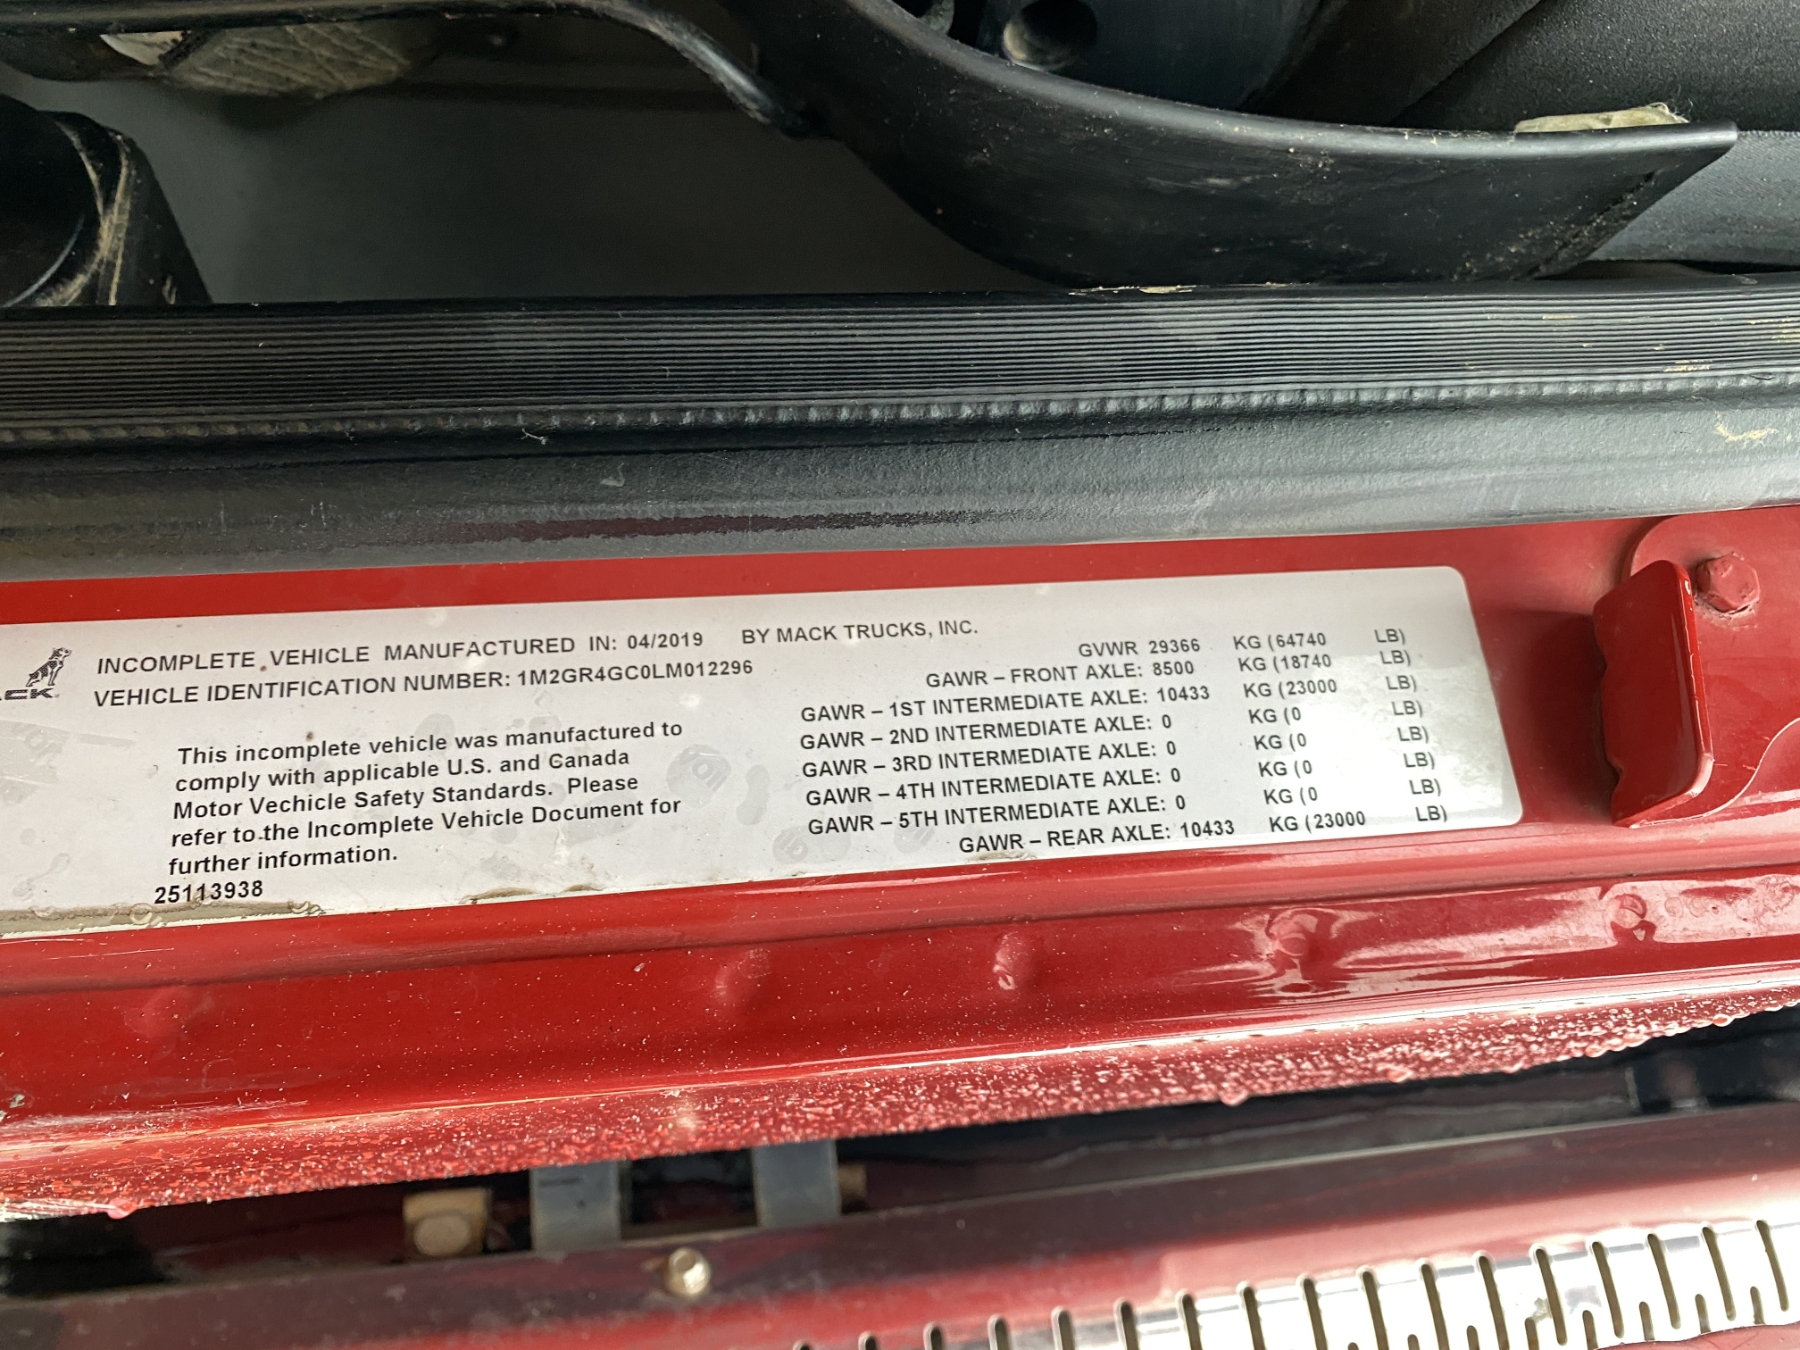 INCOMPLETE VEHICLE MANUFACTURED IN: 04/2019 BY MACK TRUCKS, INC.
VEHICLE IDENTIFICATION NUMBER: 1M2GR4GC0LM012296
This incomplete vehicle was manufactured to
comply with applicable U.S. and Canada
Motor Vechicle Safety Standards. Please
refer to the Incomplete Vehicle Document for
further information.
25113938
GVWR 29366 KG (64740 LB)
GAWR – FRONT AXLE: 8500 KG (18740 LB)
GAWR – 1ST INTERMEDIATE AXLE: 10433 KG (23000 LB)
GAWR – 2ND INTERMEDIATE AXLE: 0 KG (0 LB)
GAWR – 3RD INTERMEDIATE AXLE: 0 KG (0 LB)
GAWR – 4TH INTERMEDIATE AXLE: 0 KG (0 LB)
GAWR – 5TH INTERMEDIATE AXLE: 0 KG (0 LB)
GAWR – REAR AXLE: 10433 KG (23000 LB)